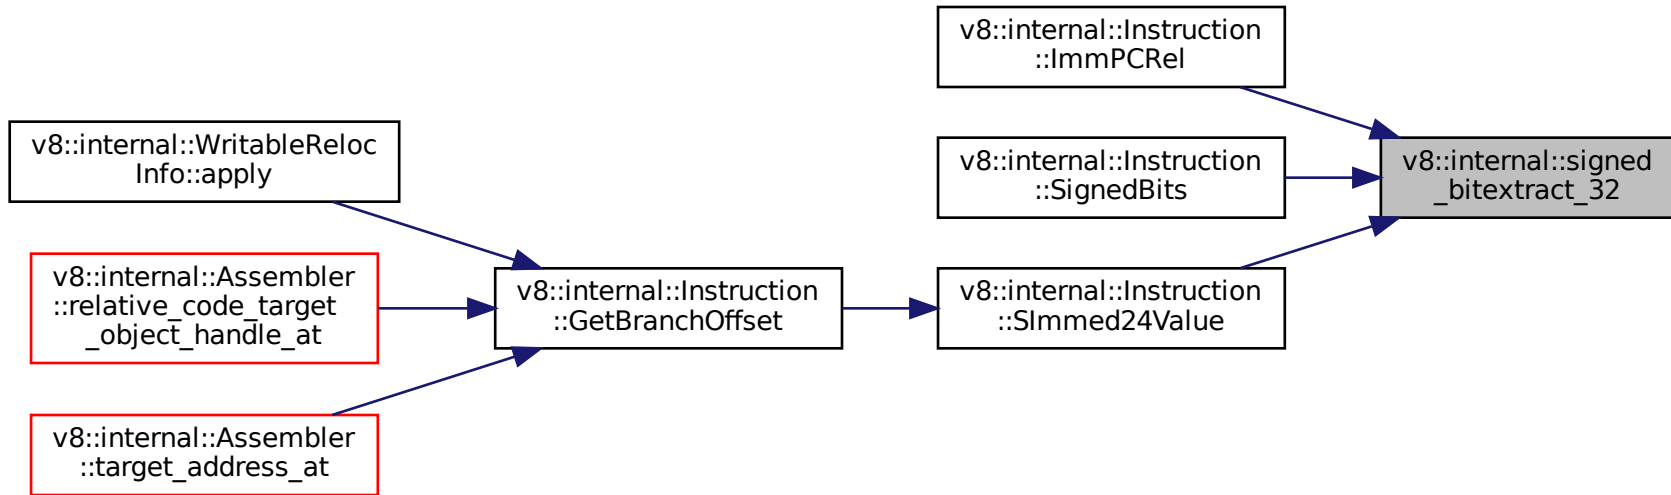 v8::internal::Instruction
::ImmPCRel
v8::internal::WritableReloc
Info::apply
v8::internal::Instruction
::SignedBits
v8::internal::signed
_bitextract_32
v8::internal::Assembler
::relative_code_target
_object_handle_at
v8::internal::Instruction
::GetBranchOffset
v8::internal::Instruction
::SImmed24Value
v8::internal::Assembler
::target_address_at